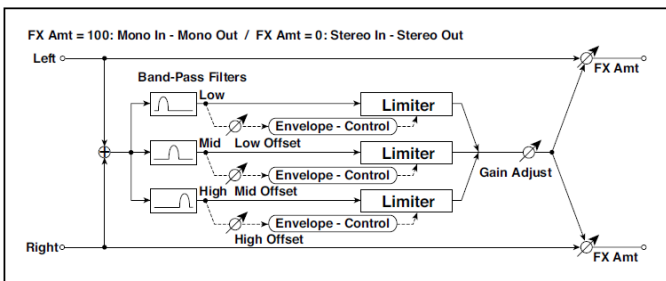 FX Amt = 100: Mono In - Mono Out / FX Amt = 0: Stereo In - Stereo Out
Left
FX Amt
Band-Pass Filters
Low
Limiter
Envelope - Control
Mid
Low Offset
Limiter
Envelope - Control
Gain Adjust
High
Mid Offset
Limiter
Envelope - Control
High Offset
Right
FX Amt